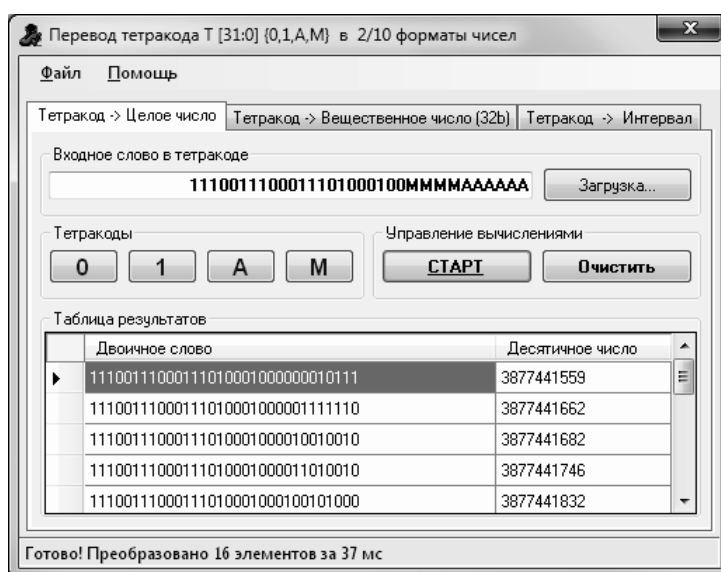 Перевод тетракода T [31:0] {0,1,A,M} в 2/10 форматы чисел
Файл Помощь
Тетракод -> Целое число Тетракод -> Вещественное число (32b) Тетракод -> Интервал
Входное слово в тетракоде
1110011100011101000100MMMMAAAAAA Загрузка...
Тетракоды Управление вычислениями
0 1 A M СТАРТ Очистить
Таблица результатов
Двоичное слово Десятичное число
11100111000111010001000000010111 3877441559
11100111000111010001000001111110 3877441662
11100111000111010001000010010010 3877441682
11100111000111010001000011010010 3877441746
11100111000111010001000100101000 3877441832
Готово! Преобразовано 16 элементов за 37 мс